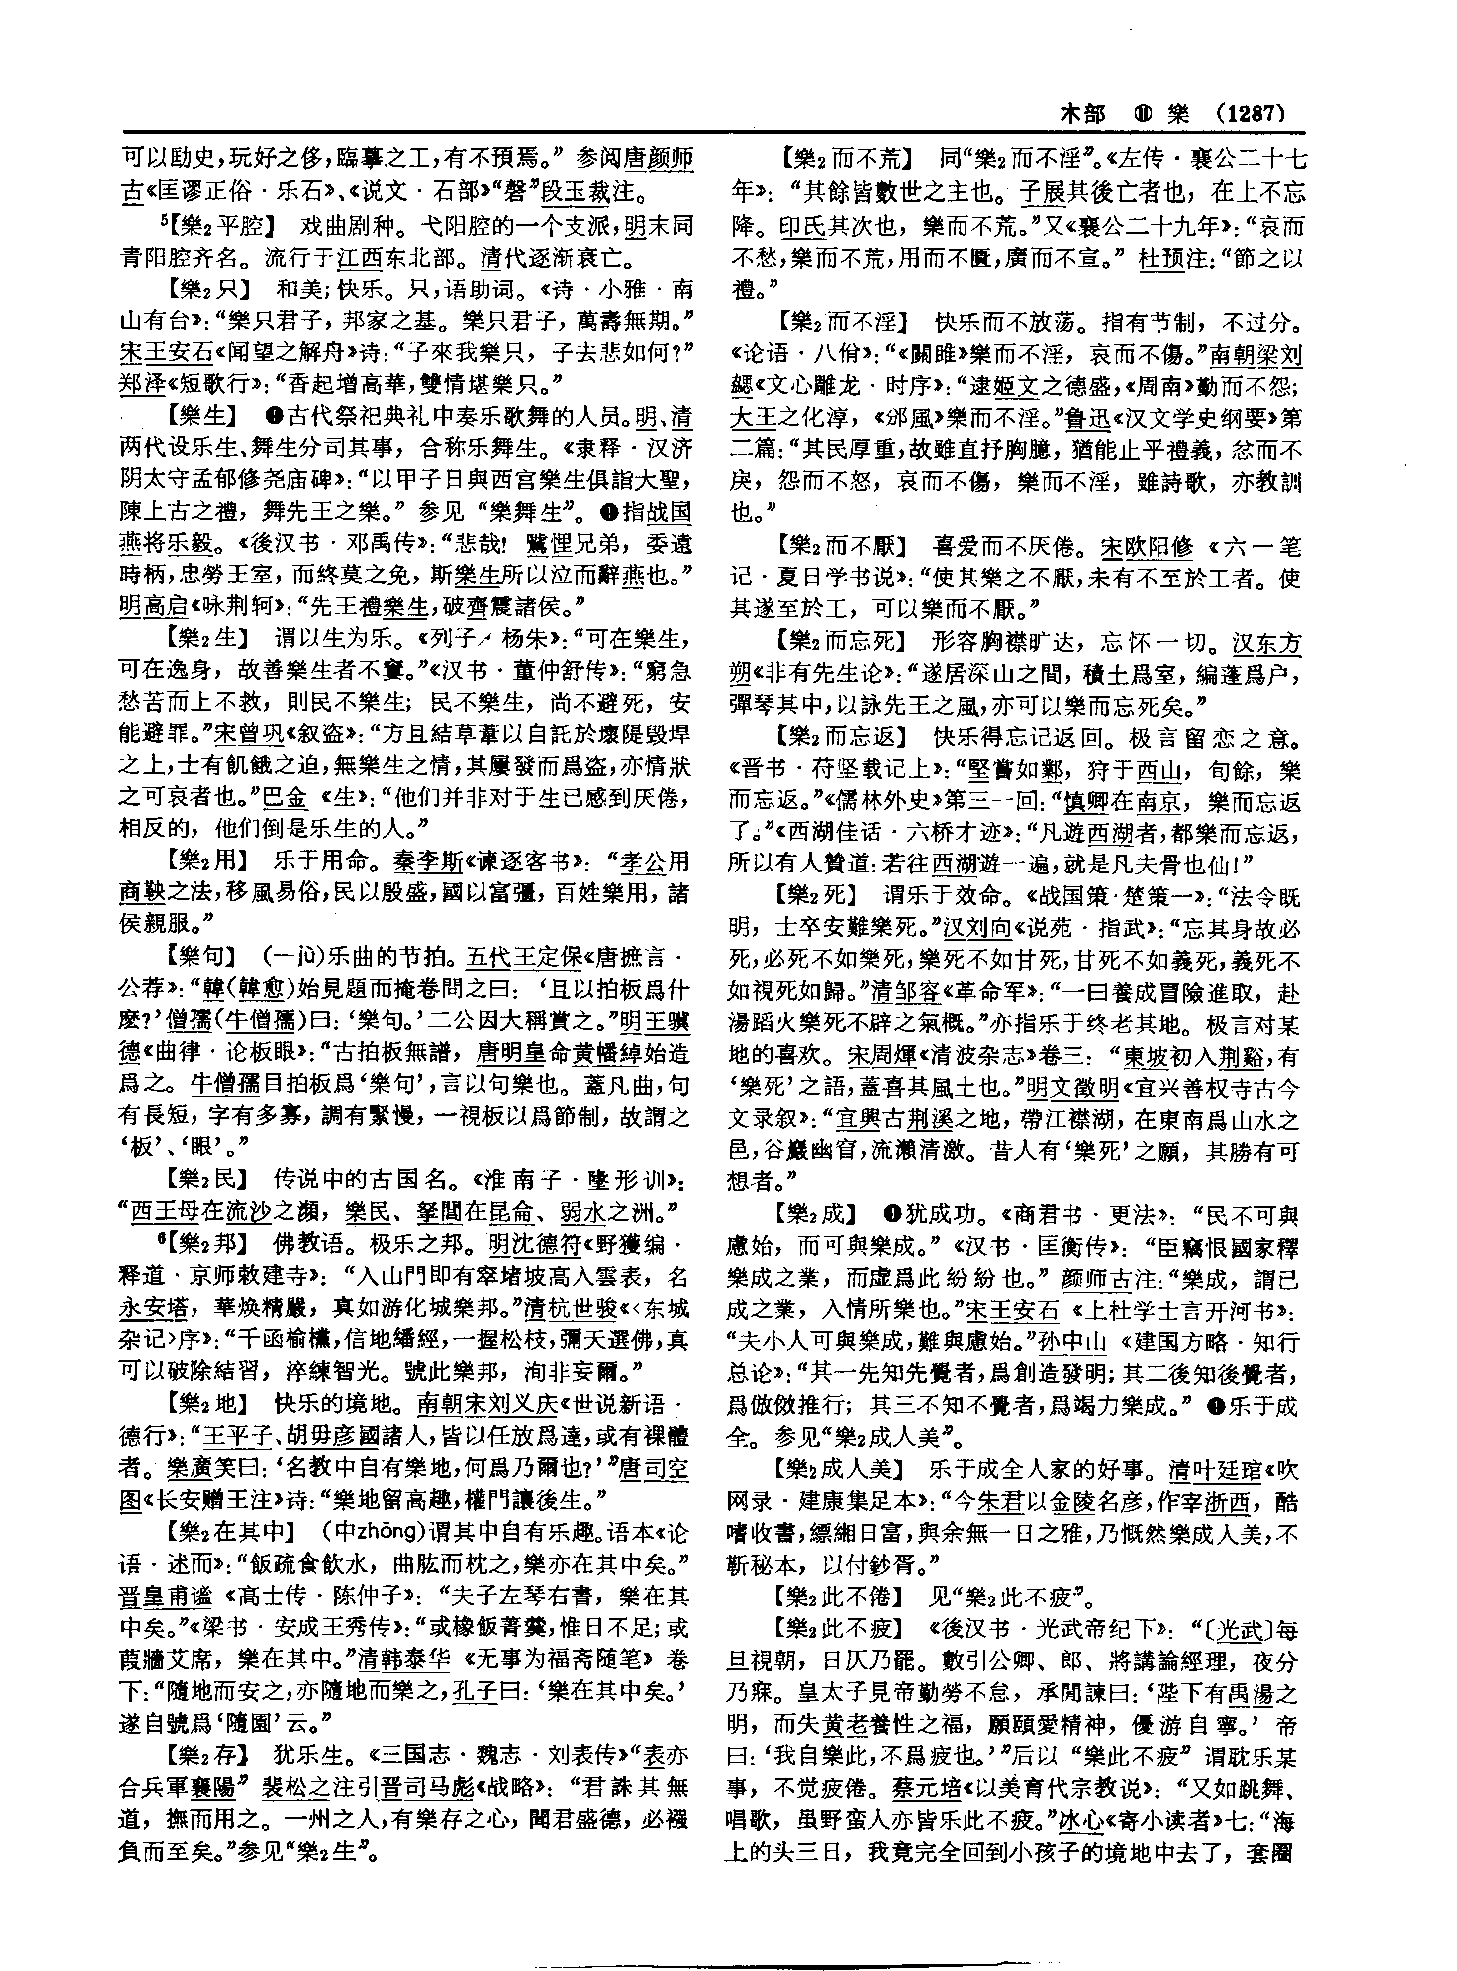 木部 ⑪ 樂 (1287)
可以助史，玩好之侈，臨摹之工，有不預焉。”参阅唐颜师
古《匡谬正俗·乐石》、《说文·石部》“磬”段玉裁注。
⁵【樂₂平腔】 戏曲剧种。弋阳腔的一个支派，明末同
青阳腔齐名。流行于江西东北部。清代逐渐衰亡。
【樂₂只】 和美；快乐。只，语助词。《诗·小雅·南
山有台》：“樂只君子，邦家之基。樂只君子，萬壽無期。”
宋王安石《闻望之解舟》诗：“子來我樂只，子去悲如何？”
郑泽《短歌行》：“香起增高華，雙情堪樂只。”
【樂生】 ❶古代祭祀典礼中奏乐歌舞的人员。明、清
两代设乐生、舞生分司其事，合称乐舞生。《隶释·汉济
阴太守孟郁修尧庙碑》：“以甲子日與西宫樂生俱詣大聖，
陳上古之禮，舞先王之樂。”参见“樂舞生”。❶指战国
燕将乐毅。《後汉书·邓禹传》：“悲哉！騭悝兄弟，委遠
時柄，忠勞王室，而終莫之免，斯樂生所以泣而辭燕也。”
明高启《咏荆轲》：“先王禮樂生，破齊震諸侯。”
【樂₂生】 谓以生为乐。《列子·杨朱》：“可在樂生，
可在逸身，故善樂生者不窶。”《汉书·董仲舒传》：“窮急
愁苦而上不救，則民不樂生；民不樂生，尚不避死，安
能避罪。”宋曾巩《叙盗》：“方且結草葦以自託於壞隄毁垾
之上，士有飢餓之迫，無樂生之情，其屢發而爲盗，亦情狀
之可哀者也。”巴金《生》：“他们并非对于生已感到厌倦，
相反的，他们倒是乐生的人。”
【樂₂用】 乐于用命。秦李斯《谏逐客书》：“孝公用
商鞅之法，移風易俗，民以殷盛，國以富彊，百姓樂用，諸
侯親服。”
【樂句】 （一jù）乐曲的节拍。五代王定保《唐摭言·
公荐》：“韓（韓愈）始見題而掩卷問之曰：‘且以拍板爲什
麽？’僧孺（牛僧孺）曰：‘樂句。’二公因大稱賞之。”明王骥
德《曲律·论板眼》：“古拍板無譜，唐明皇命黄幡綽始造
爲之。牛僧孺目拍板爲‘樂句’，言以句樂也。蓋凡曲，句
有長短，字有多寡，調有緊慢，一視板以爲節制，故謂之
‘板’、‘眼’。”
【樂₂民】 传说中的古国名。《淮南子·墬形训》：
“西王母在流沙之瀕，樂民、拏閭在昆侖、弱水之洲。”
⁶【樂₂邦】 佛教语。极乐之邦。明沈德符《野獲编·
释道·京师敕建寺》：“入山門即有窣堵坡高入雲表，名
永安塔，華焕精嚴，真如游化城樂邦。”清杭世骏《〈东城
杂记〉序》：“千函榆欓，信地繙經，一握松枝，彌天選佛，真
可以破除結習，淬練智光。號此樂邦，洵非妄爾。”
【樂₂地】 快乐的境地。南朝宋刘义庆《世说新语·
德行》：“王平子、胡毋彦國諸人，皆以任放爲達，或有裸體
者。樂廣笑曰：‘名教中自有樂地，何爲乃爾也？’”唐司空
图《长安赠王注》诗：“樂地留高趣，權門讓後生。”
【樂₂在其中】 （中zhōng）谓其中自有乐趣。语本《论
语·述而》：“飯疏食飲水，曲肱而枕之，樂亦在其中矣。”
晋皇甫谧《高士传·陈仲子》：“夫子左琴右書，樂在其
中矣。”《梁书·安成王秀传》：“或橡飯菁羹，惟日不足；或
葭牆艾席，樂在其中。”清韩泰华《无事为福斋随笔》卷
下：“隨地而安之，亦隨地而樂之，孔子曰：‘樂在其中矣。’
遂自號爲‘隨園’云。”
【樂₂存】 犹乐生。《三国志·魏志·刘表传》“表亦
合兵軍襄陽”裴松之注引晋司马彪《战略》：“君誅其無
道，撫而用之。一州之人，有樂存之心，聞君盛德，必襁
負而至矣。”参见“樂₂生”。
【樂₂而不荒】 同“樂₂而不淫”。《左传·襄公二十七
年》：“其餘皆數世之主也。子展其後亡者也，在上不忘
降。印氏其次也，樂而不荒。”又《襄公二十九年》：“哀而
不愁，樂而不荒，用而不匱，廣而不宣。”杜预注：“節之以
禮。”
【樂₂而不淫】 快乐而不放荡。指有节制，不过分。
《论语·八佾》：“《關雎》樂而不淫，哀而不傷。”南朝梁刘
勰《文心雕龙·时序》：“逮姬文之德盛，《周南》勤而不怨；
大王之化淳，《邠風》樂而不淫。”鲁迅《汉文学史纲要》第
二篇：“其民厚重，故雖直抒胸臆，猶能止乎禮義，忿而不
戾，怨而不怒，哀而不傷，樂而不淫，雖詩歌，亦教訓
也。”
【樂₂而不厭】 喜爱而不厌倦。宋欧阳修《六一笔
记·夏日学书说》：“使其樂之不厭，未有不至於工者。使
其遂至於工，可以樂而不厭。”
【樂₂而忘死】 形容胸襟旷达，忘怀一切。汉东方
朔《非有先生论》：“遂居深山之間，積土爲室，編蓬爲户，
彈琴其中，以詠先王之風，亦可以樂而忘死矣。”
【樂₂而忘返】 快乐得忘记返回。极言留恋之意。
《晋书·苻坚载记上》：“堅嘗如鄴，狩于西山，旬餘，樂
而忘返。”《儒林外史》第三一回：“慎卿在南京，樂而忘返
了。”《西湖佳话·六桥才迹》：“凡遊西湖者，都樂而忘返，
所以有人贊道：若往西湖遊一遍，就是凡夫骨也仙！”
【樂₂死】 谓乐于效命。《战国策·楚策一》：“法令既
明，士卒安難樂死。”汉刘向《说苑·指武》：“忘其身故必
死，必死不如樂死，樂死不如甘死，甘死不如義死，義死不
如視死如歸。”清邹容《革命军》：“一曰養成冒險進取，赴
湯蹈火樂死不辟之氣概。”亦指乐于终老其地。极言对某
地的喜欢。宋周煇《清波杂志》卷三：“東坡初入荆谿，有
‘樂死’之語，蓋喜其風土也。”明文徵明《宜兴善权寺古今
文录叙》：“宜興古荆溪之地，帶江襟湖，在東南爲山水之
邑，谷巖幽窅，流瀨清激。昔人有‘樂死’之願，其勝有可
想者。”
【樂₂成】 ❶犹成功。《商君书·更法》：“民不可與
慮始，而可與樂成。”《汉书·匡衡传》：“臣竊恨國家釋
樂成之業，而虚爲此紛紛也。”颜师古注：“樂成，謂已
成之業，人情所樂也。”宋王安石《上杜学士言开河书》：
“夫小人可與樂成，難與慮始。”孙中山《建国方略·知行
总论》：“其一先知先覺者，爲創造發明；其二後知後覺者，
爲倣傚推行；其三不知不覺者，爲竭力樂成。”❶乐于成
全。参见“樂₂成人美”。
【樂₂成人美】 乐于成全人家的好事。清叶廷琯《吹
网录·建康集足本》：“今朱君以金陵名彦，作宰浙西，酷
嗜收書，縹緗日富，與余無一日之雅，乃慨然樂成人美，不
靳秘本，以付鈔胥。”
【樂₂此不倦】 见“樂₂此不疲”。
【樂₂此不疲】 《後汉书·光武帝纪下》：“〔光武〕每
旦視朝，日仄乃罷。數引公卿、郎、將講論經理，夜分
乃寐。皇太子見帝勤勞不怠，承閒諫曰：‘陛下有禹湯之
明，而失黄老養性之福，願頤愛精神，優游自寧。’帝
曰：‘我自樂此，不爲疲也。’”后以“樂此不疲”谓耽乐某
事，不觉疲倦。蔡元培《以美育代宗教说》：“又如跳舞、
唱歌，虽野蛮人亦皆乐此不疲。”冰心《寄小读者》七：“海
上的头三日，我竟完全回到小孩子的境地中去了，套圈